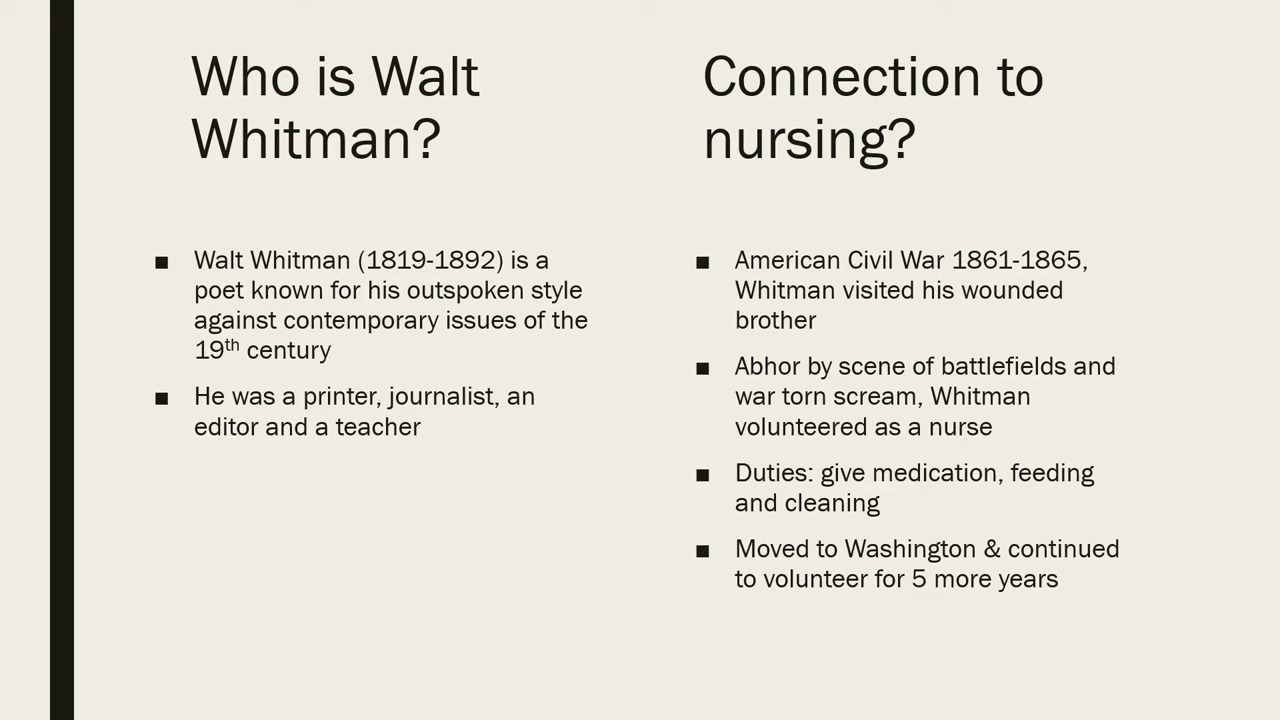 Who is Walt
Whitman?
■ Walt Whitman (1819-1892) is a
poet known for his outspoken style
against contemporary issues of the
19th century
■ He was a printer, journalist, an
editor and a teacher
Connection to
nursing?
■ American Civil War 1861-1865,
Whitman visited his wounded
brother
■ Abhor by scene of battlefields and
war torn scream, Whitman
volunteered as a nurse
■ Duties: give medication, feeding
and cleaning
■ Moved to Washington & continued
to volunteer for 5 more years